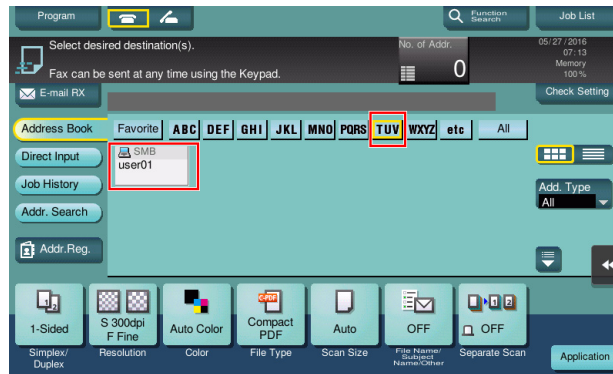 Program
Function
Search
Job List
Select desired destination(s).
No. of Addr.
05/27/2016
07:13
Fax can be sent at any time using the Keypad.
0
Memory
100%
E-mail RX
Check Setting
Address Book
Favorite ABC DEF GHI JKL MNO PQRS TUV WXYZ etc All
SMB
user01
Direct Input
Job History
Add. Type
All
Addr. Search
Addr.Reg.
1-Sided
S 300dpi
F Fine
Auto Color
C-PDF
Compact
PDF
Auto
OFF
1 2
OFF
Simplex/
Duplex
Resolution
Color
File Type
Scan Size
File Name/
Subject
Name/Other
Separate Scan
Application